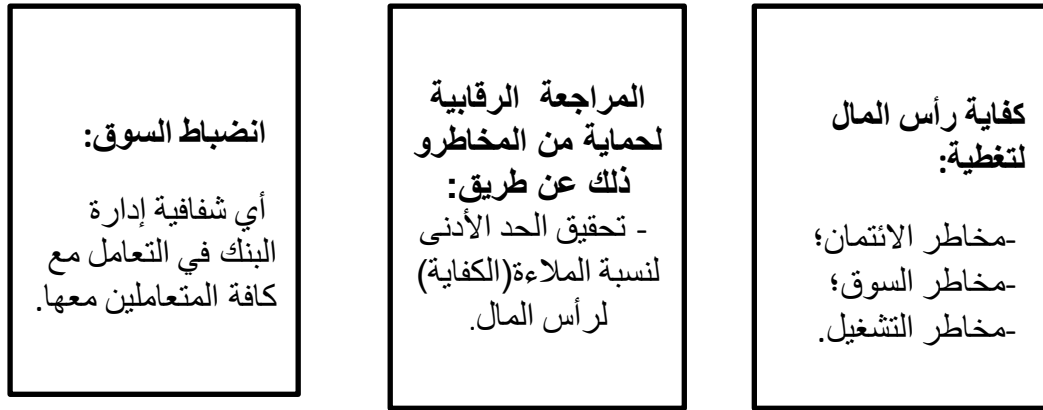 كفاية رأس المال
لتغطية:
-مخاطر الائتمان؛
-مخاطر السوق؛
-مخاطر التشغيل.
المراجعة الرقابية
لحماية من المخاطرو
ذلك عن طريق:
- تحقيق الحد الأدنى
لنسبة الملاءة(الكفاية)
لرأس المال.
انضباط السوق:
أي شفافية إدارة
البنك في التعامل مع
كافة المتعاملين معها.